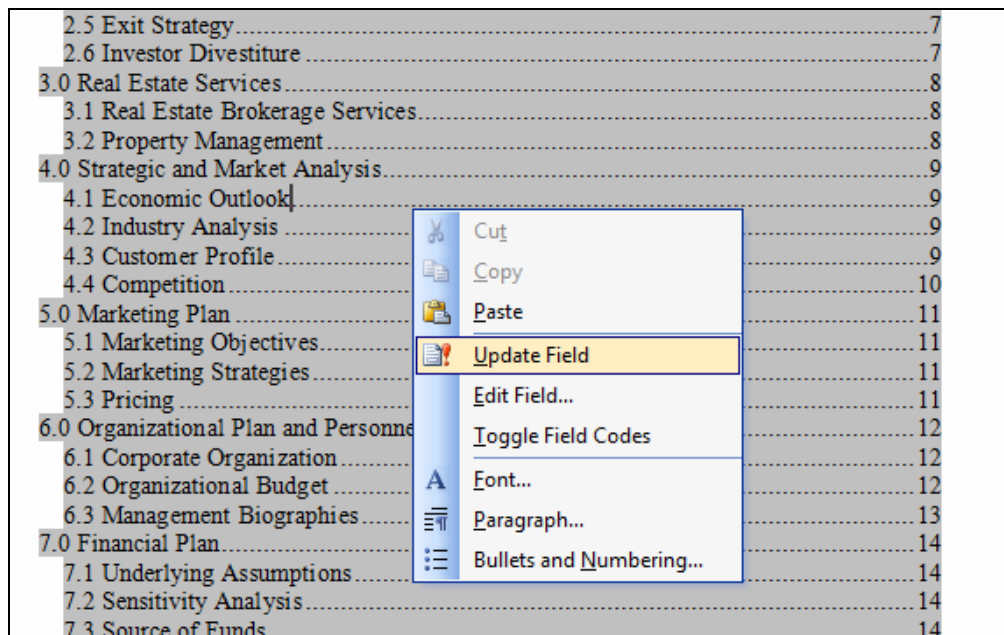 2.5 Exit Strategy....................7
2.6 Investor Divestiture....................7
3.0 Real Estate Services....................8
3.1 Real Estate Brokerage Services....................8
3.2 Property Management....................8
4.0 Strategic and Market Analysis....................9
4.1 Economic Outlook....................9
4.2 Industry Analysis....................9
4.3 Customer Profile....................9
4.4 Competition....................10
5.0 Marketing Plan....................11
5.1 Marketing Objectives....................11
5.2 Marketing Strategies....................11
5.3 Pricing....................11
6.0 Organizational Plan and Personne 12
6.1 Corporate Organization....................12
6.2 Organizational Budget....................12
6.3 Management Biographies....................13
7.0 Financial Plan....................14
7.1 Underlying Assumptions....................14
7.2 Sensitivity Analysis....................14
7.3 Source of Funds....................14
Cut
Copy
Paste
Update Field
Edit Field...
Toggle Field Codes
Font...
Paragraph...
Bullets and Numbering...